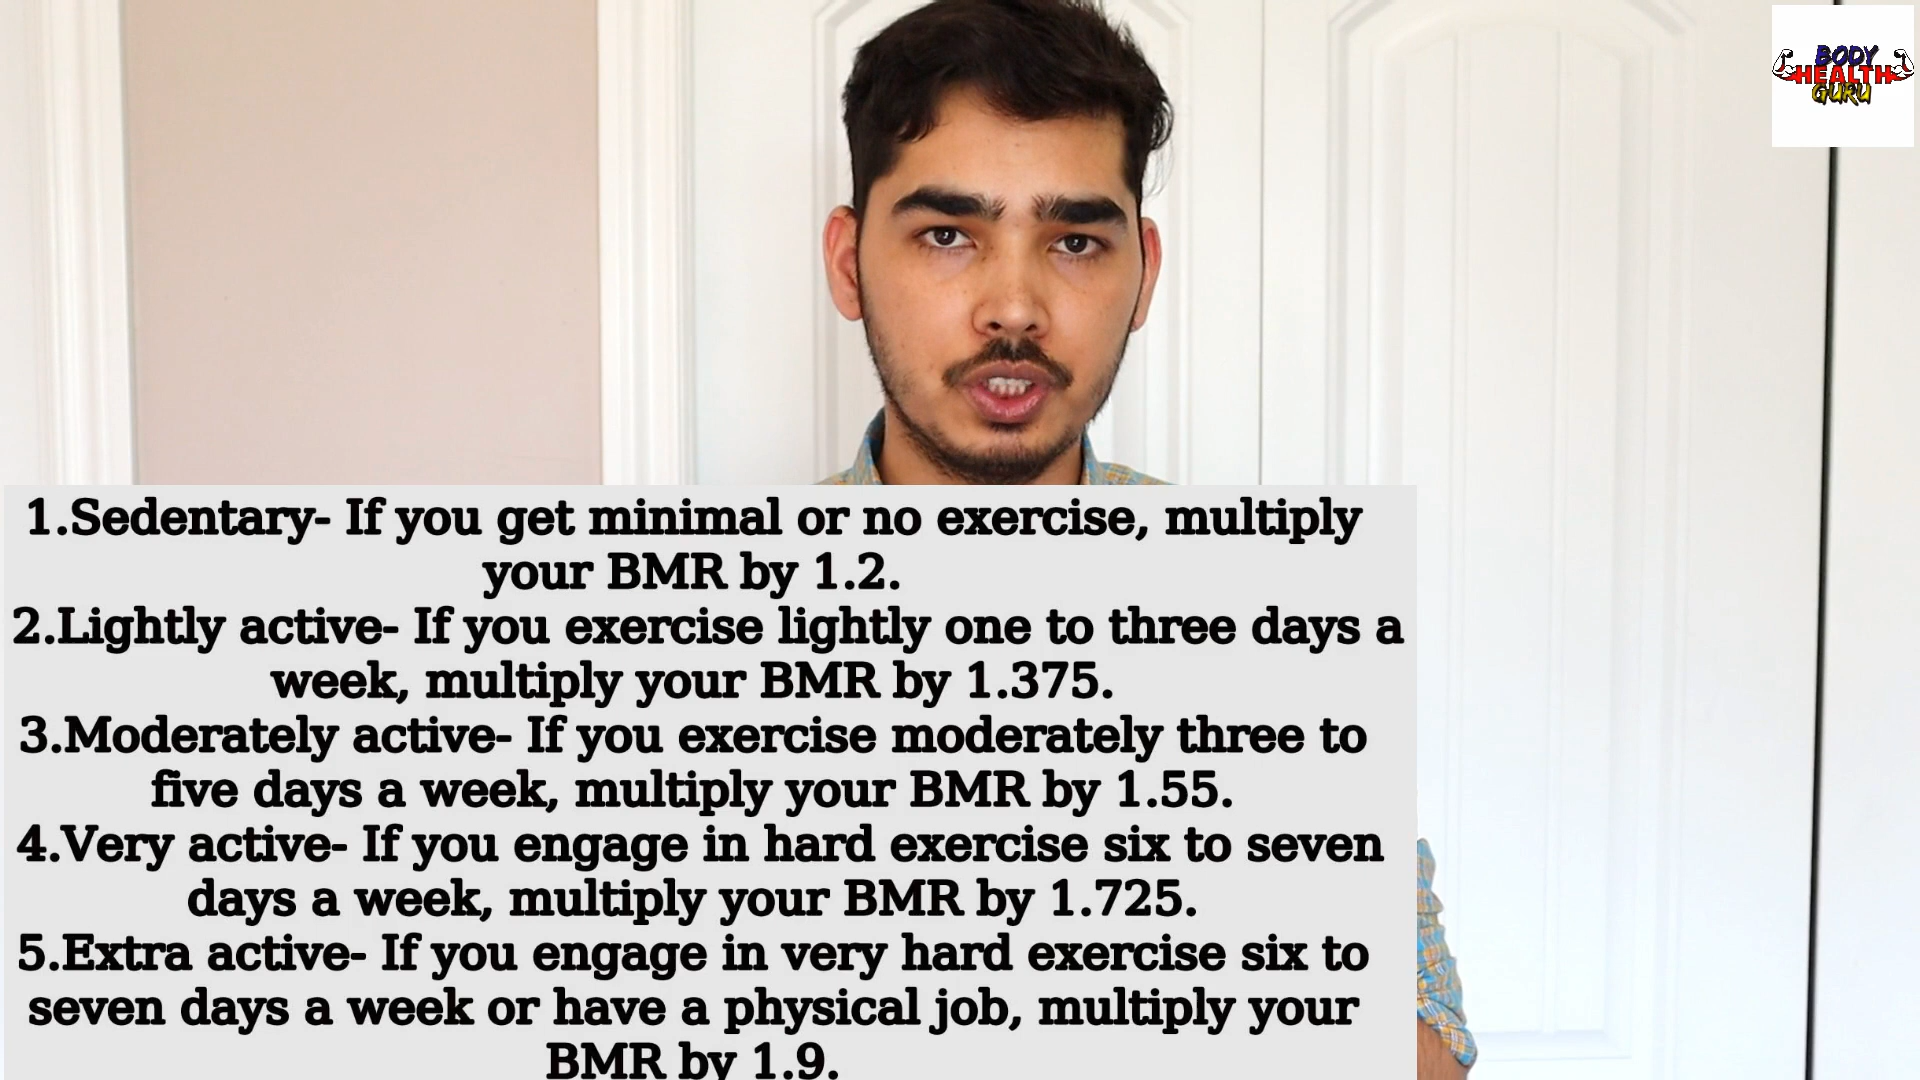 BODY
HEALTH
GURU
1.Sedentary- If you get minimal or no exercise, multiply
your BMR by 1.2.
2.Lightly active- If you exercise lightly one to three days a
week, multiply your BMR by 1.375.
3.Moderately active- If you exercise moderately three to
five days a week, multiply your BMR by 1.55.
4.Very active- If you engage in hard exercise six to seven
days a week, multiply your BMR by 1.725.
5.Extra active- If you engage in very hard exercise six to
seven days a week or have a physical job, multiply your
BMR by 1.9.